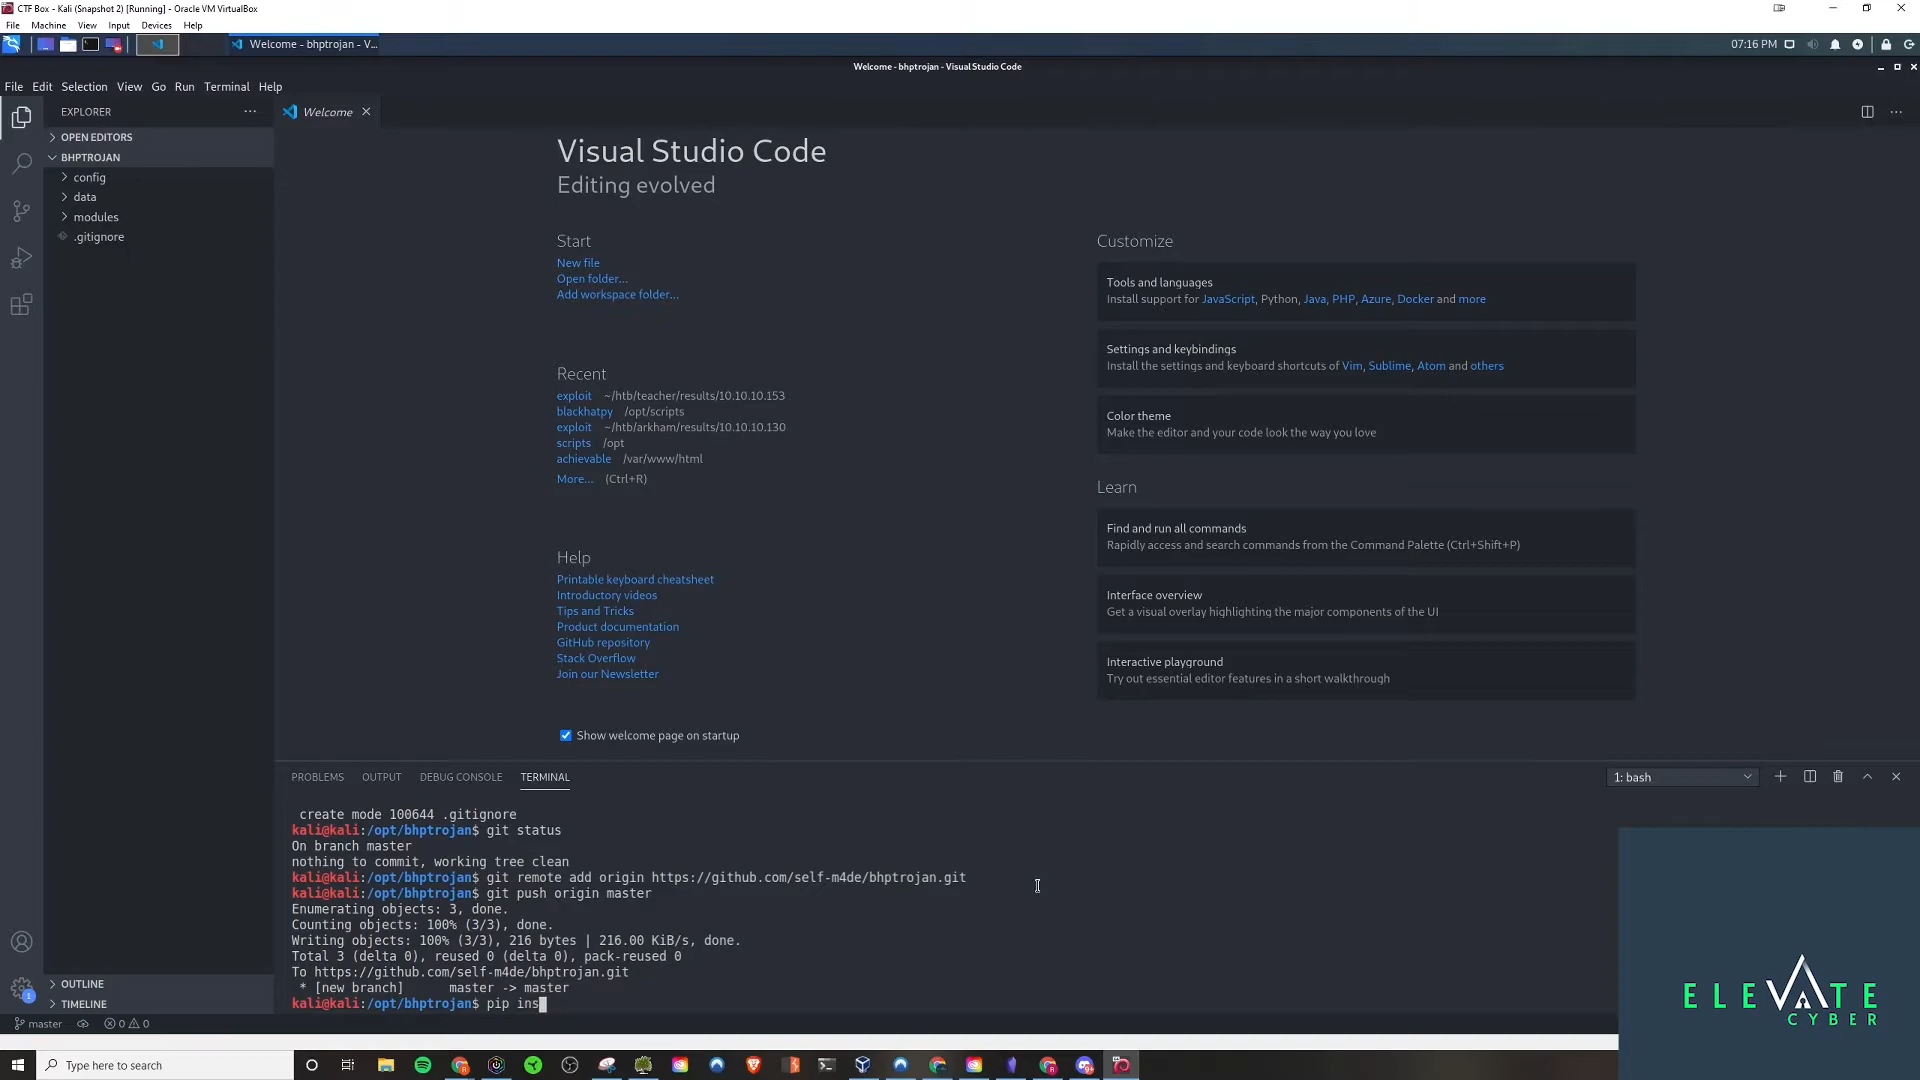 CTF Box - Kali (Snapshot 2) [Running] - Oracle VM VirtualBox
File Machine View Input Devices Help
Welcome - bhptrojan - V...
07:16 PM
Welcome - bhptrojan - Visual Studio Code
File Edit Selection View Go Run Terminal Help
EXPLORER
Welcome
OPEN EDITORS
BHPTROJAN
config
data
modules
.gitignore
Visual Studio Code
Editing evolved
Start
New file
Open folder...
Add workspace folder...
Recent
exploit ~/htb/teacher/results/10.10.10.153
blackhatpy /opt/scripts
exploit ~/htb/arkham/results/10.10.10.130
scripts /opt
achievable /var/www/html
More... (Ctrl+R)
Help
Printable keyboard cheatsheet
Introductory videos
Tips and Tricks
Product documentation
GitHub repository
Stack Overflow
Join our Newsletter
Show welcome page on startup
Customize
Tools and languages
Install support for JavaScript, Python, Java, PHP, Azure, Docker and more
Settings and keybindings
Install the settings and keyboard shortcuts of Vim, Sublime, Atom and others
Color theme
Make the editor and your code look the way you love
Learn
Find and run all commands
Rapidly access and search commands from the Command Palette (Ctrl+Shift+P)
Interface overview
Get a visual overlay highlighting the major components of the UI
Interactive playground
Try out essential editor features in a short walkthrough
PROBLEMS OUTPUT DEBUG CONSOLE TERMINAL
1: bash
create mode 100644 .gitignore
kali@kali:/opt/bhptrojan$ git status
On branch master
nothing to commit, working tree clean
kali@kali:/opt/bhptrojan$ git remote add origin https://github.com/self-m4de/bhptrojan.git
kali@kali:/opt/bhptrojan$ git push origin master
Enumerating objects: 3, done.
Counting objects: 100% (3/3), done.
Writing objects: 100% (3/3), 216 bytes | 216.00 KiB/s, done.
Total 3 (delta 0), reused 0 (delta 0), pack-reused 0
To https://github.com/self-m4de/bhptrojan.git
* [new branch] master -> master
kali@kali:/opt/bhptrojan$ pip ins
OUTLINE
TIMELINE
1
master 0 0
ELEVATE
CYBER
Type here to search